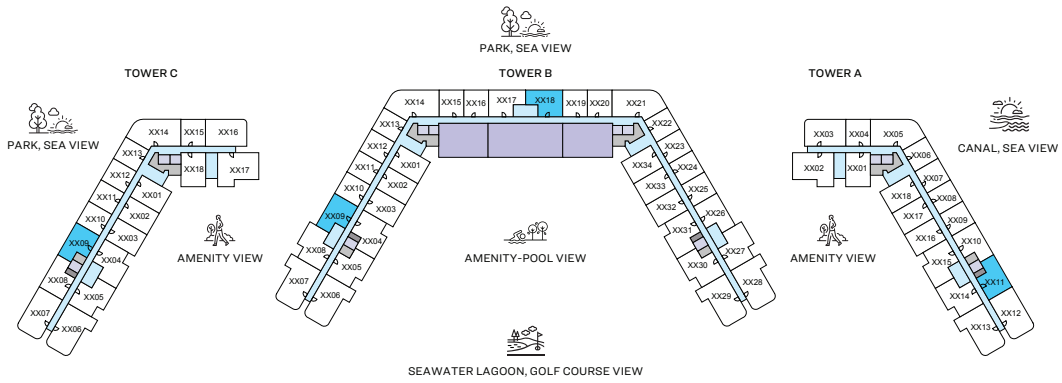 PARK, SEA VIEW
TOWER C
TOWER B
TOWER A
PARK, SEA VIEW
CANAL, SEA VIEW
XX14
XX15
XX16
XX13
XX18
XX17
XX12
XX01
XX11
XX02
XX10
XX03
XX09
XX04
XX08
XX05
XX07
XX06
AMENITY VIEW
XX14
XX15
XX16
XX17
XX18
XX19
XX20
XX21
XX13
XX22
XX12
XX01
XX23
XX34
XX11
XX02
XX24
XX33
XX10
XX03
XX25
XX32
XX09
XX04
XX26
XX31
XX08
XX05
XX27
XX30
XX07
XX06
XX28
XX29
AMENITY-POOL VIEW
XX03
XX04
XX05
XX02
XX01
XX06
XX07
XX18
XX08
XX17
XX09
XX16
XX10
XX15
XX11
XX14
XX12
XX13
AMENITY VIEW
SEAWATER LAGOON, GOLF COURSE VIEW